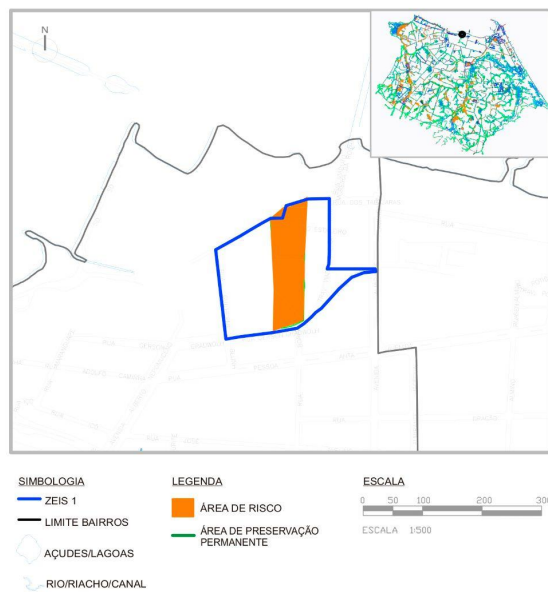 N
SIMBOLOGIA
ZEIS 1
LIMITE BAIRROS
AÇUDES/LAGOAS
RIO/RIACHO/CANAL
LEGENDA
ÁREA DE RISCO
ÁREA DE PRESERVAÇÃO
PERMANENTE
ESCALA
0 50 100 200 300
ESCALA 1:500